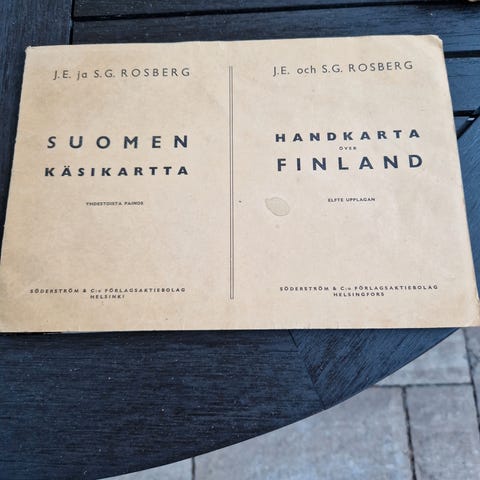 J.E. ja S.G. ROSBERG
SUOMEN
KÄSIKARTTA
YHDESTOISTA PAINOS
SÖDERSTRÖM & C:o FÖRLAGSAKTIEBOLAG
HELSINKI
J.E. och S.G. ROSBERG
HANDKARTA
ÖVER
FINLAND
ELFTE UPPLAGAN
SÖDERSTRÖM & C:o FÖRLAGSAKTIEBOLAG
HELSINGFORS